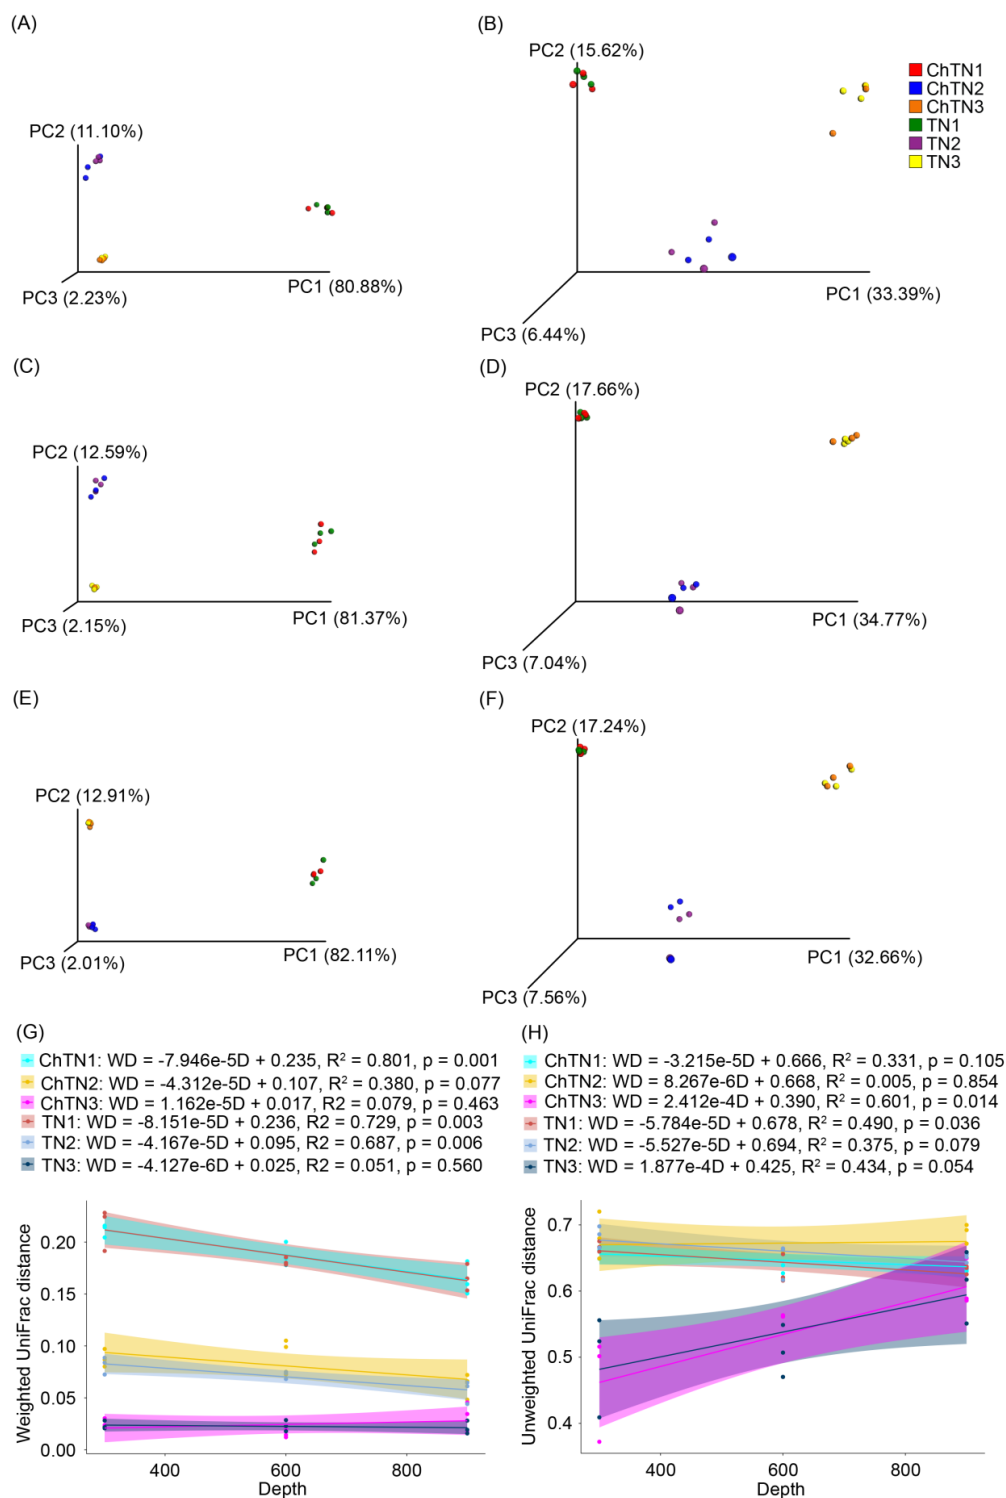 (A)
PC2 (11.10%)
PC3 (2.23%)
PC1 (80.88%)
(B)
PC2 (15.62%)
ChTN1
ChTN2
ChTN3
TN1
TN2
TN3
PC1 (33.39%)
PC3 (6.44%)
(C)
PC2 (12.59%)
PC3 (2.15%)
PC1 (81.37%)
(D)
PC2 (17.66%)
PC1 (34.77%)
PC3 (7.04%)
(E)
PC2 (12.91%)
PC3 (2.01%)
PC1 (82.11%)
(F)
PC2 (17.24%)
PC1 (32.66%)
PC3 (7.56%)
(G)
ChTN1: WD = -7.946e-5D + 0.235, R² = 0.801, p = 0.001
ChTN2: WD = -4.312e-5D + 0.107, R² = 0.380, p = 0.077
ChTN3: WD = 1.162e-5D + 0.017, R2 = 0.079, p = 0.463
TN1: WD = -8.151e-5D + 0.236, R2 = 0.729, p = 0.003
TN2: WD = -4.167e-5D + 0.095, R2 = 0.687, p = 0.006
TN3: WD = -4.127e-6D + 0.025, R2 = 0.051, p = 0.560
Weighted UniFrac distance
0.20
0.15
0.10
0.05
0.00
400
600
800
Depth
(H)
ChTN1: WD = -3.215e-5D + 0.666, R² = 0.331, p = 0.105
ChTN2: WD = 8.267e-6D + 0.668, R² = 0.005, p = 0.854
ChTN3: WD = 2.412e-4D + 0.390, R² = 0.601, p = 0.014
TN1: WD = -5.784e-5D + 0.678, R² = 0.490, p = 0.036
TN2: WD = -5.527e-5D + 0.694, R² = 0.375, p = 0.079
TN3: WD = 1.877e-4D + 0.425, R² = 0.434, p = 0.054
Unweighted UniFrac distance
0.7
0.6
0.5
0.4
400
600
800
Depth